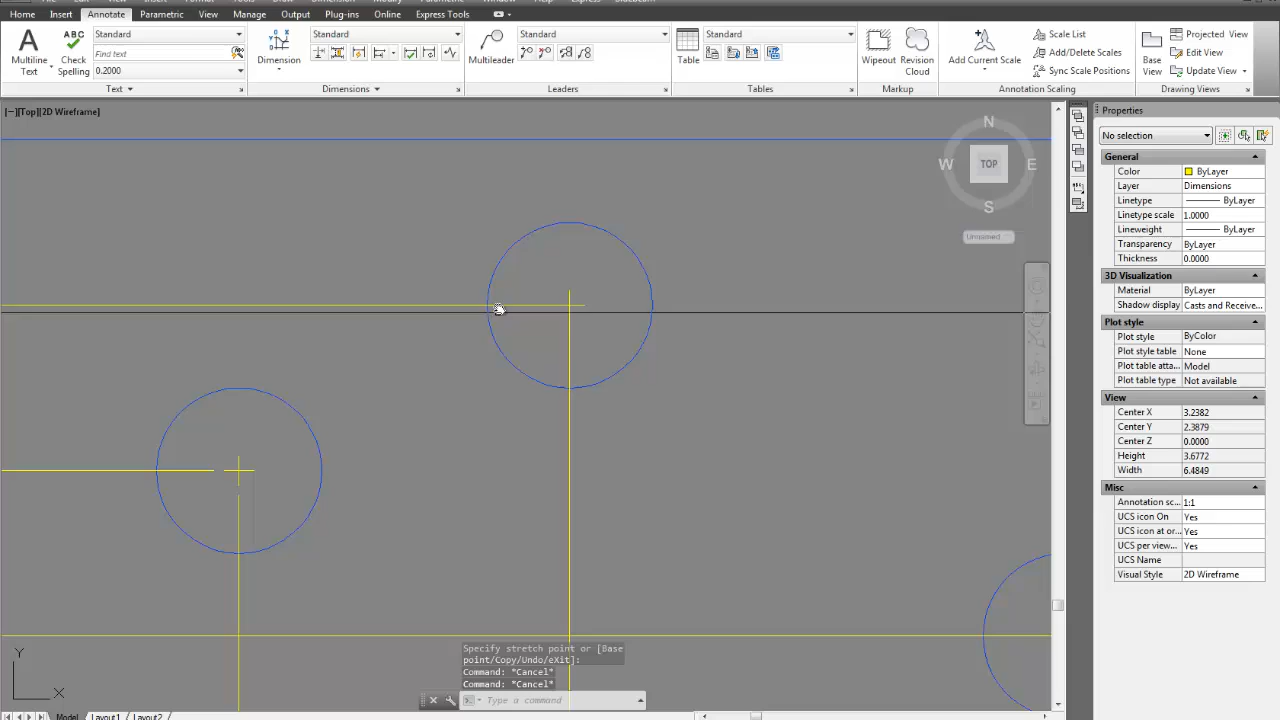 Home Insert Annotate Parametric View Manage Output Plug-ins Online Express Tools
Multiline Text
ABC
Check Spelling
Standard
Find text
0.2000
Text
Dimension
Standard
Dimensions
Multileader
Standard
Leaders
Table
Standard
Tables
Wipeout
Revision Cloud
Markup
Add Current Scale
Scale List
Add/Delete Scales
Sync Scale Positions
Annotation Scaling
Base View
Projected View
Edit View
Update View
Drawing Views
[−][Top][2D Wireframe]
N
W TOP E
S
Unnamed
Properties
No selection
General
Color ByLayer
Layer Dimensions
Linetype ByLayer
Linetype scale 1.0000
Lineweight ByLayer
Transparency ByLayer
Thickness 0.0000
3D Visualization
Material ByLayer
Shadow display Casts and Receive...
Plot style
Plot style ByColor
Plot style table None
Plot table atta... Model
Plot table type Not available
View
Center X 3.2382
Center Y 2.3879
Center Z 0.0000
Height 3.6772
Width 6.4849
Misc
Annotation sc... 1:1
UCS icon On Yes
UCS icon at or... Yes
UCS per view... Yes
UCS Name
Visual Style 2D Wireframe
Specify stretch point or [Base
point/Copy/Undo/eXit]:
Command: *Cancel*
Command: *Cancel*
Type a command
Y
X
Model Layout1 Layout2